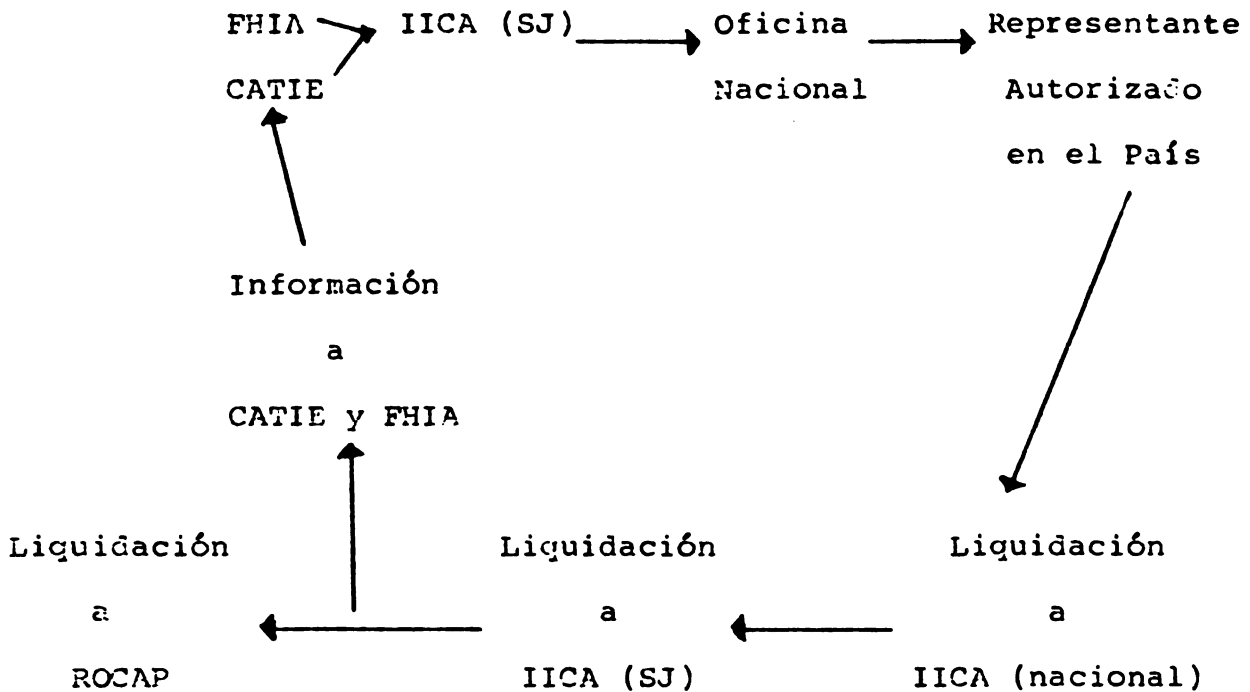 FHIA IICA (SJ) Oficina Representante
CATIE Nacional Autorizado
en el País
Información
a
CATIE y FHIA
Liquidación Liquidación Liquidación
a a a
ROCAP IICA (SJ) IICA (nacional)